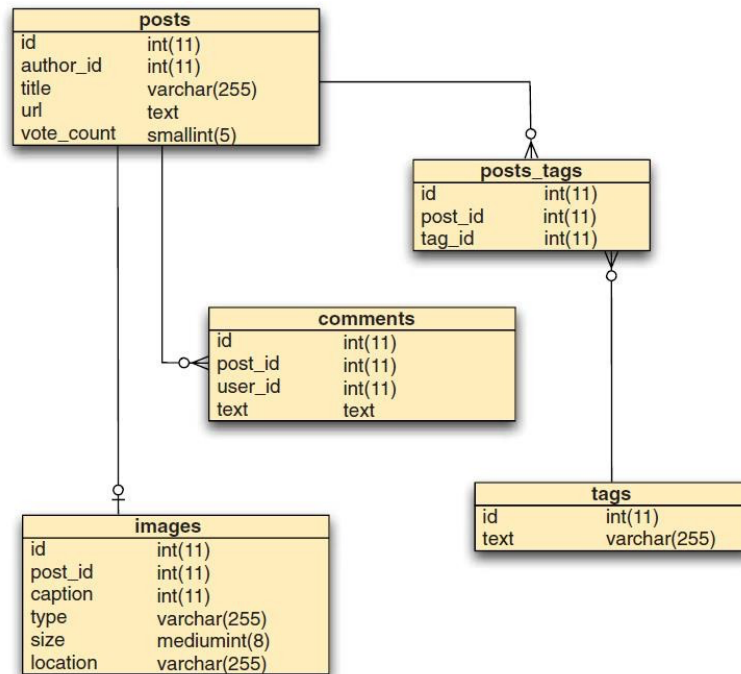 posts
id int(11)
author_id int(11)
title varchar(255)
url text
vote_count smallint(5)
posts_tags
id int(11)
post_id int(11)
tag_id int(11)
comments
id int(11)
post_id int(11)
user_id int(11)
text text
tags
id int(11)
text varchar(255)
images
id int(11)
post_id int(11)
caption int(11)
type varchar(255)
size mediumint(8)
location varchar(255)